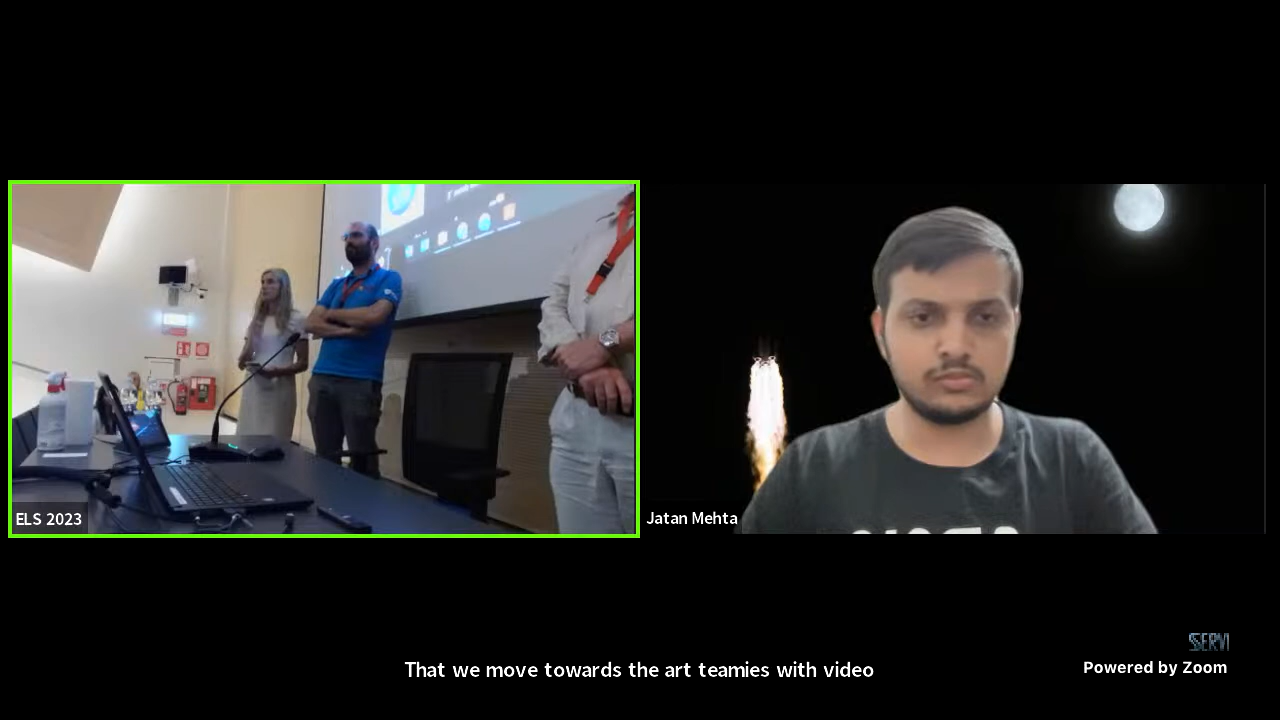 ELS 2023
Jatan Mehta
That we move towards the art teamies with video
SERVI
Powered by Zoom